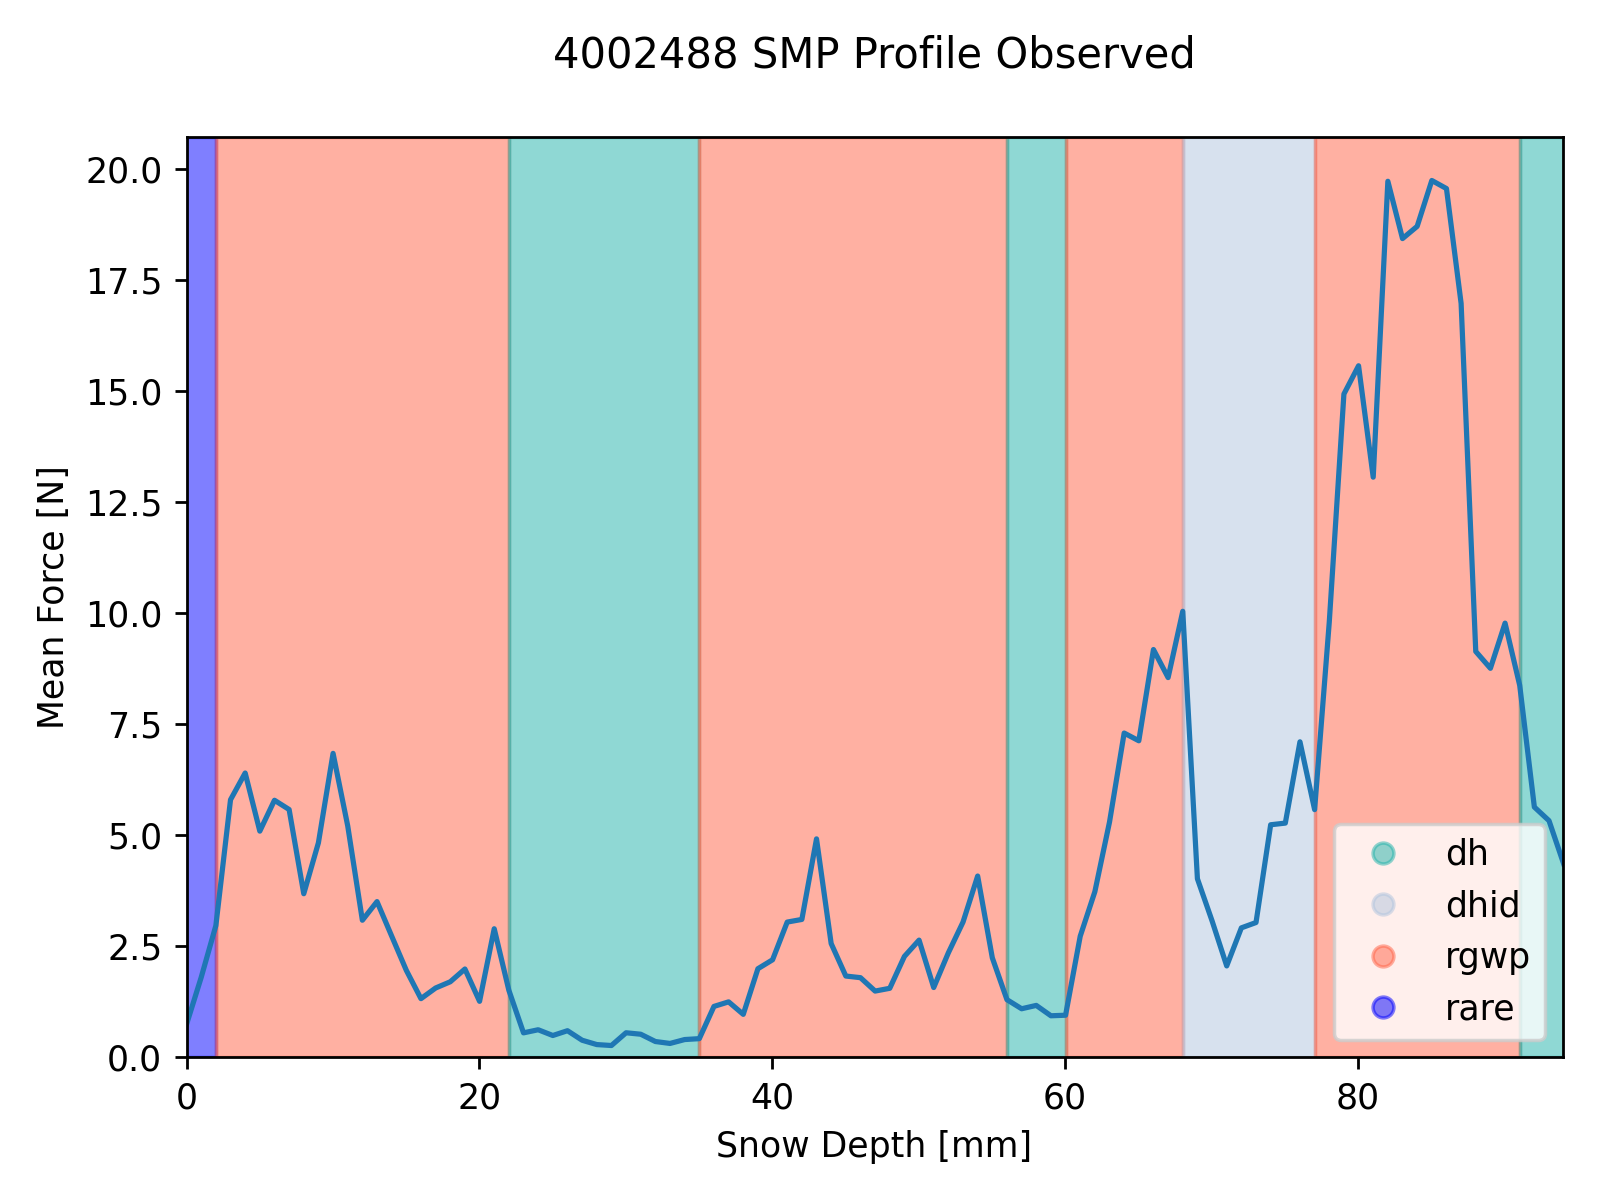 4002488 SMP Profile Observed
20.0
17.5
15.0
12.5
10.0
7.5
5.0
2.5
0.0
Mean Force [N]
0
20
40
60
80
Snow Depth [mm]
dh
dhid
rgwp
rare